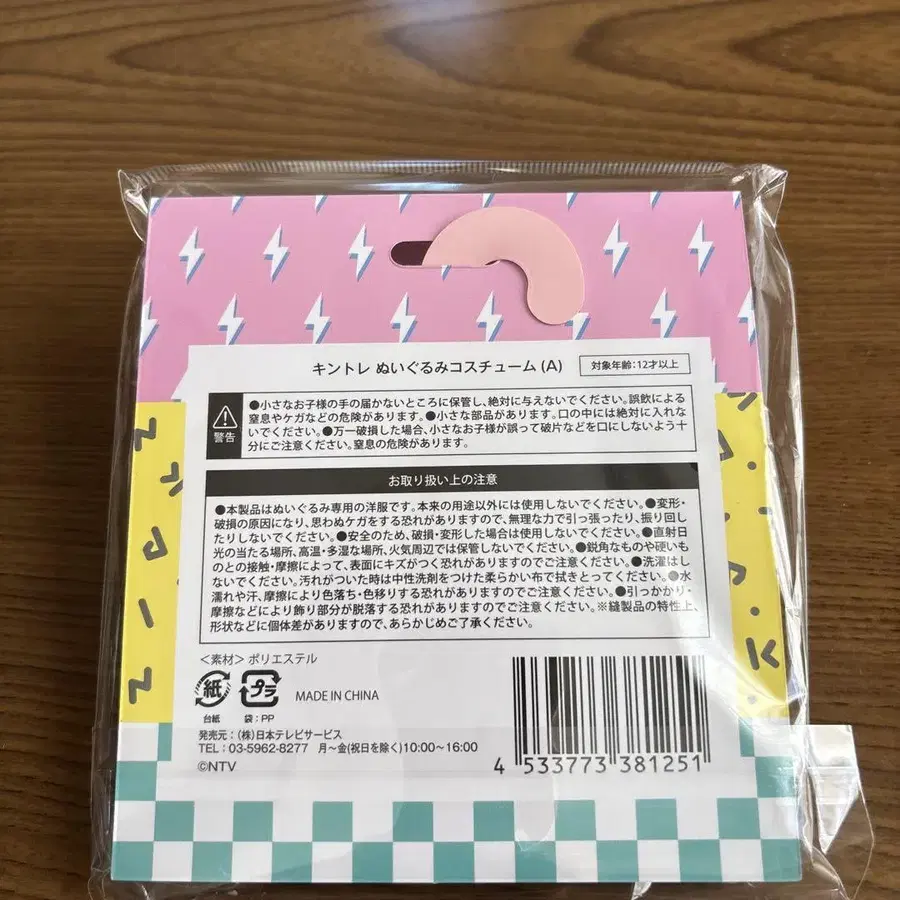 キントレ ぬいぐるみコスチューム (A)
対象年齢:12才以上
警告
●小さなお子様の手の届かないところに保管し、絶対に与えないでください。誤飲による
窒息やケガなどの危険があります。●小さな部品があります。口の中には絶対に入れな
いでください。●万一破損した場合、小さなお子様が誤って破片などを口にしないよう十
分にご注意ください。窒息の危険があります。
お取り扱い上の注意
●本製品はぬいぐるみ専用の洋服です。本来の用途以外には使用しないでください。●変形・
破損の原因になり、思わぬケガをする恐れがありますので、無理な力で引っ張ったり、振り回し
たりしないでください。●安全のため、破損・変形した場合は使用しないでください。●直射日
光の当たる場所、高温・多湿な場所、火気周辺では保管しないでください。●鋭角なものや硬いも
のとの接触・摩擦によって、表面にキズがつく恐れがありますのでご注意ください。●洗濯はし
ないでください。汚れがついた時は中性洗剤をつけた柔らかい布で拭きとってください。●水
濡れや汗、摩擦により色落ち・色移りする恐れがありますのでご注意ください。●引っかかり・
摩擦などにより飾り部分が脱落する恐れがありますのでご注意ください。※縫製品の特性上、
形状などに個体差がありますので、あらかじめご了承ください。
<素材> ポリエステル
紙
プラ
MADE IN CHINA
台紙
袋:PP
発売元:(株)日本テレビサービス
TEL:03-5962-8277 月~金(祝日を除く)10:00~16:00
©NTV
4 533773 381251